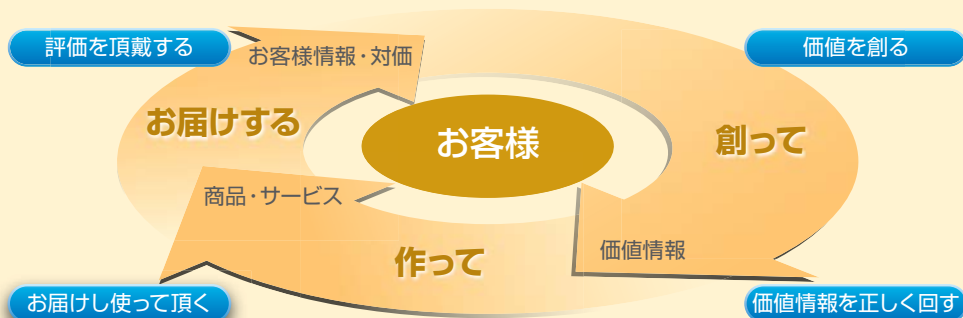 評価を頂戴する
価値を創る
お客様情報・対価
お届けする
お客様
創って
商品・サービス
作って
価値情報
お届けし使って頂く
価値情報を正しく回す